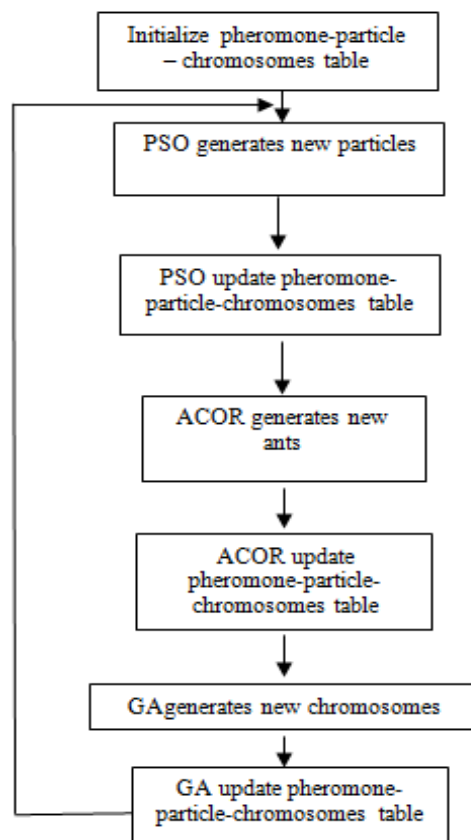 Initialize pheromone-particle
– chromosomes table
PSO generates new particles
PSO update pheromone-
particle-chromosomes table
ACOR generates new
ants
ACOR update
pheromone-particle-
chromosomes table
GAgenerates new chromosomes
GA update pheromone-
particle-chromosomes table